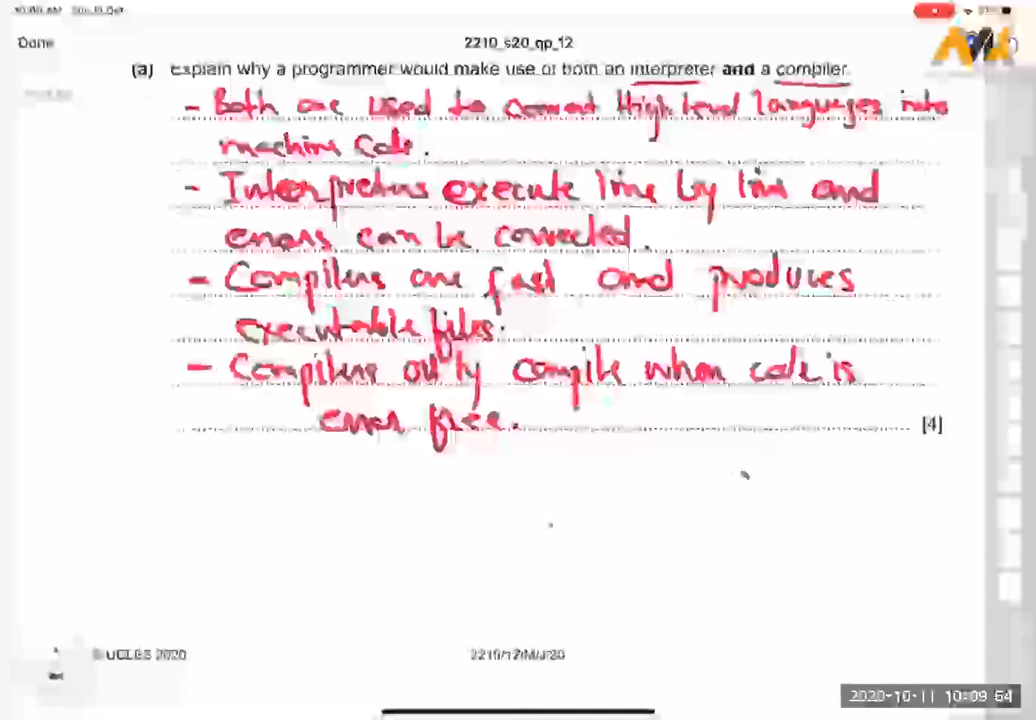 Done
2210_s20_qp_12
(a) Explain why a programmer would make use of both an interpreter and a compiler.
- Both are used to convert High level languages into
machine code.
- Interpreters execute line by line and
errors can be corrected.
- Compilers are fast and produces
executable files.
- Compilers only compile when code is
error free.
[4]
UCLES 2020
2210/12/M/J/20
2020-10-11 10:09:54